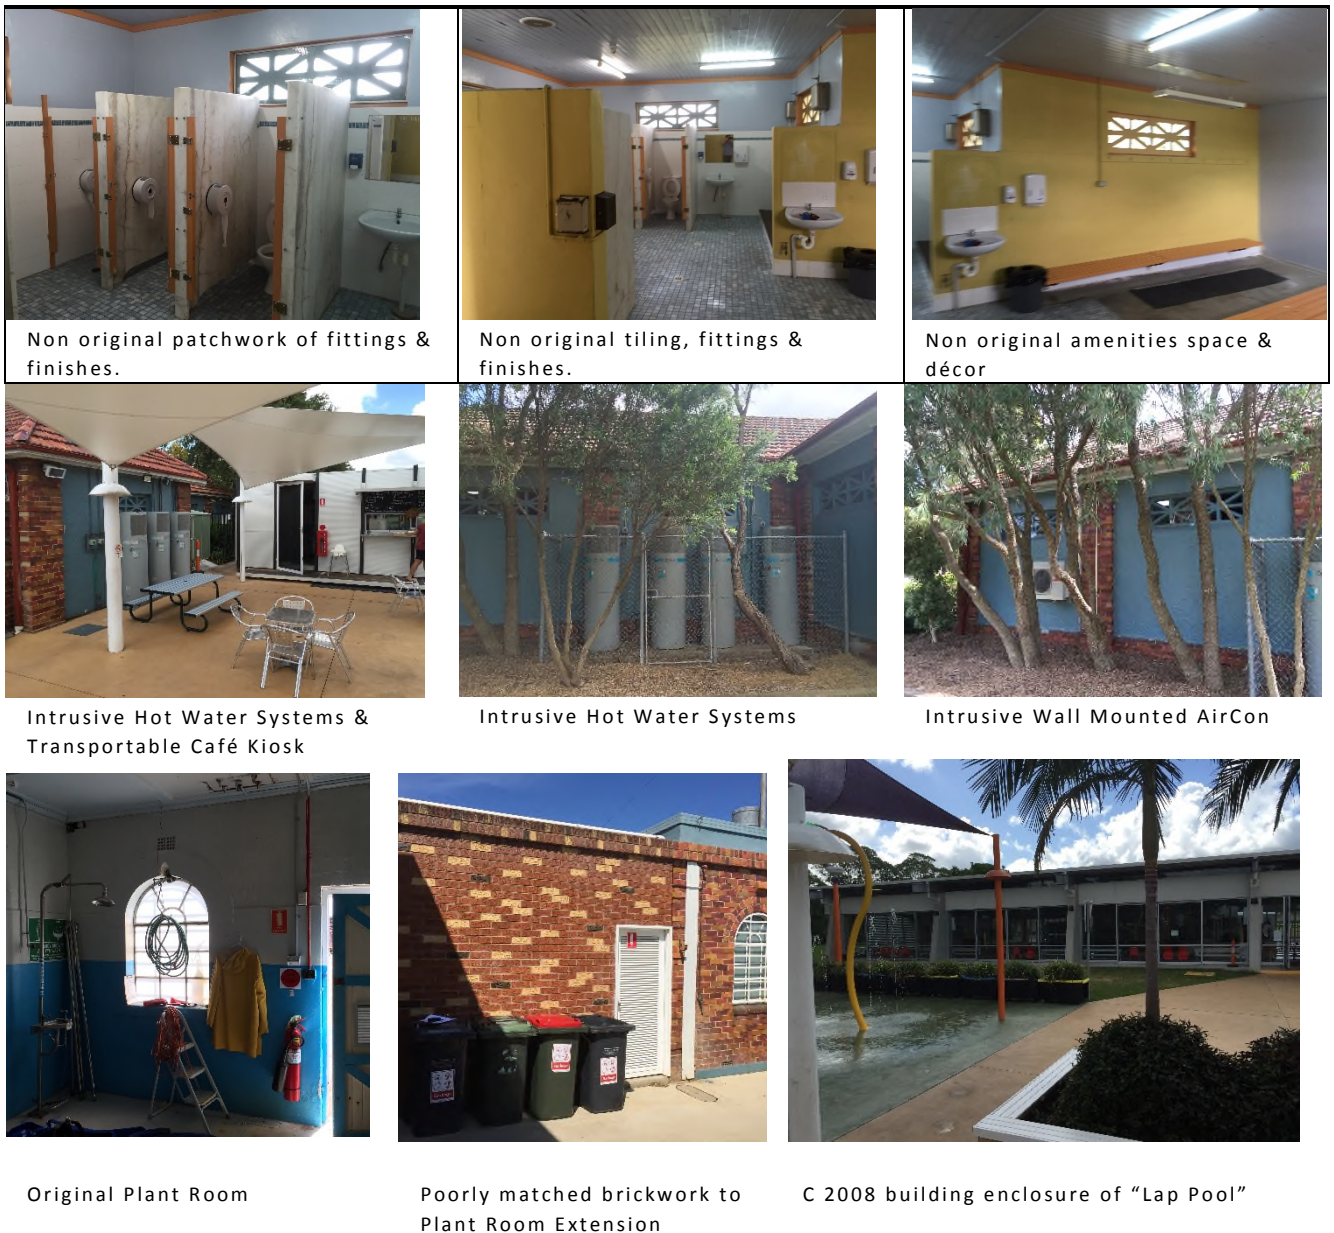 Non original patchwork of fittings &
finishes.
Non original tiling, fittings &
finishes.
Non original amenities space &
décor
Intrusive Hot Water Systems &
Transportable Café Kiosk
Intrusive Hot Water Systems
Intrusive Wall Mounted AirCon
Original Plant Room
Poorly matched brickwork to
Plant Room Extension
C 2008 building enclosure of “Lap Pool”